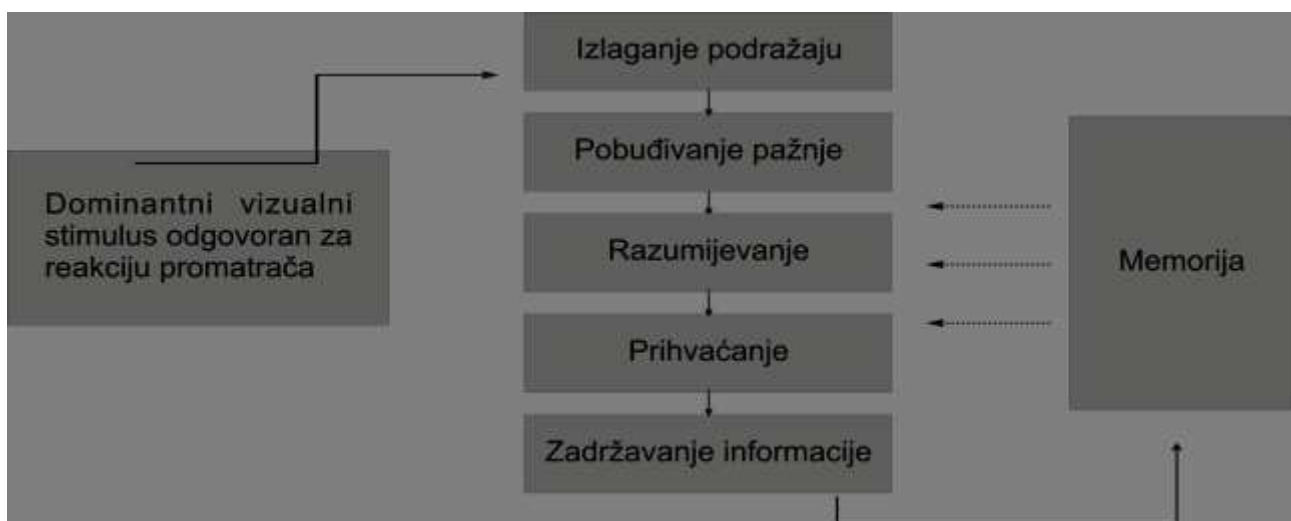 Izlaganje podražaju
Pobuđivanje pažnje
Dominantni vizualni
stimulus odgovoran za
reakciju promatrača
Razumijevanje
Memorija
Prihvaćanje
Zadržavanje informacije